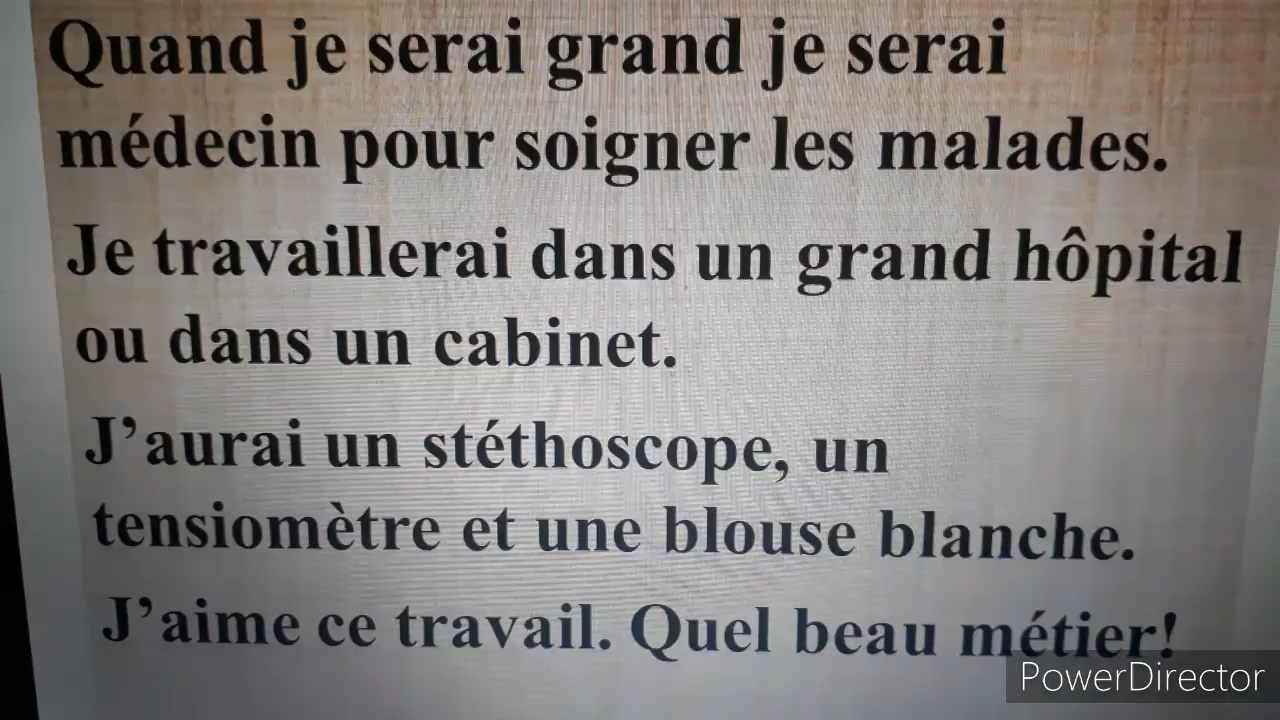 Quand je serai grand je serai
médecin pour soigner les malades.
Je travaillerai dans un grand hôpital
ou dans un cabinet.
J’aurai un stéthoscope, un
tensiomètre et une blouse blanche.
J’aime ce travail. Quel beau métier!
PowerDirector